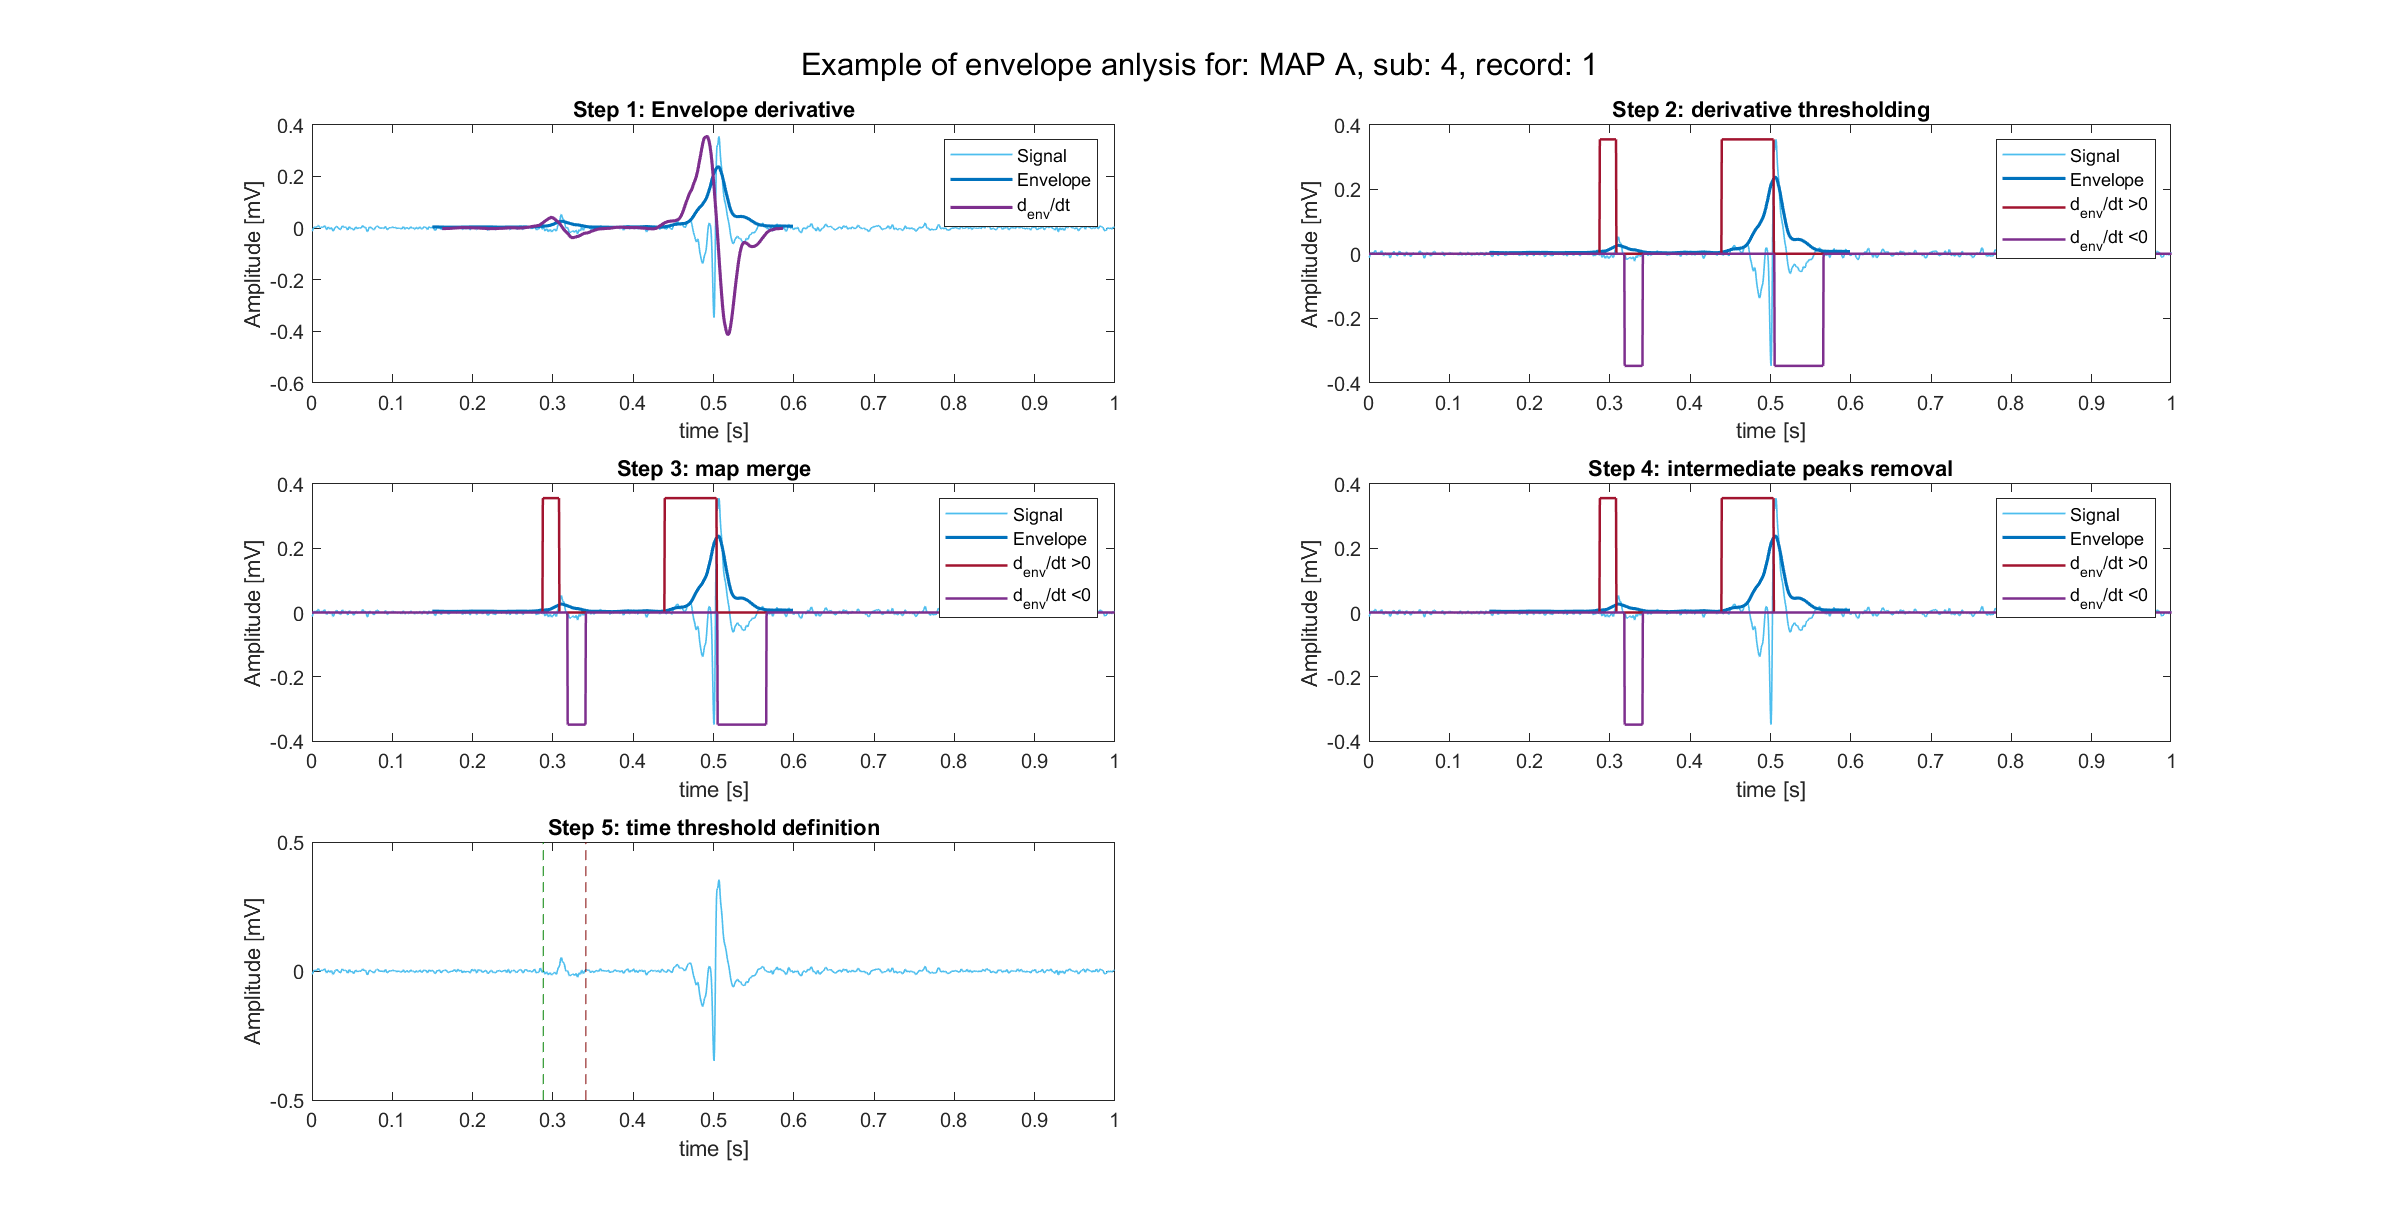 Example of envelope anlysis for: MAP A, sub: 4, record: 1
Step 1: Envelope derivative
0.4
0.2
0
-0.2
-0.4
-0.6
Amplitude [mV]
0 0.1 0.2 0.3 0.4 0.5 0.6 0.7 0.8 0.9 1
time [s]
Signal
Envelope
d_env/dt
Step 2: derivative thresholding
0.4
0.2
0
-0.2
-0.4
Amplitude [mV]
0 0.1 0.2 0.3 0.4 0.5 0.6 0.7 0.8 0.9 1
time [s]
Signal
Envelope
d_env/dt >0
d_env/dt <0
Step 3: map merge
0.4
0.2
0
-0.2
-0.4
Amplitude [mV]
0 0.1 0.2 0.3 0.4 0.5 0.6 0.7 0.8 0.9 1
time [s]
Signal
Envelope
d_env/dt >0
d_env/dt <0
Step 4: intermediate peaks removal
0.4
0.2
0
-0.2
-0.4
Amplitude [mV]
0 0.1 0.2 0.3 0.4 0.5 0.6 0.7 0.8 0.9 1
time [s]
Signal
Envelope
d_env/dt >0
d_env/dt <0
Step 5: time threshold definition
0.5
0
-0.5
Amplitude [mV]
0 0.1 0.2 0.3 0.4 0.5 0.6 0.7 0.8 0.9 1
time [s]